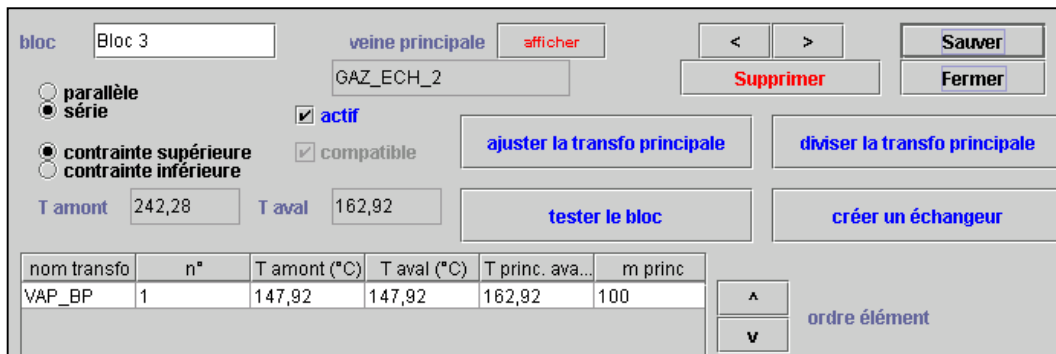 bloc Bloc 3 veine principale afficher < > Sauver
GAZ_ECH_2 Supprimer Fermer
parallèle
série
actif
ajuster la transfo principale diviser la transfo principale
contrainte supérieure compatible
contrainte inférieure
T amont 242,28 T aval 162,92 tester le bloc créer un échangeur
nom transfo n° T amont (°C) T aval (°C) T princ. ava... m princ
VAP_BP 1 147,92 147,92 162,92 100
^
ordre élément
v